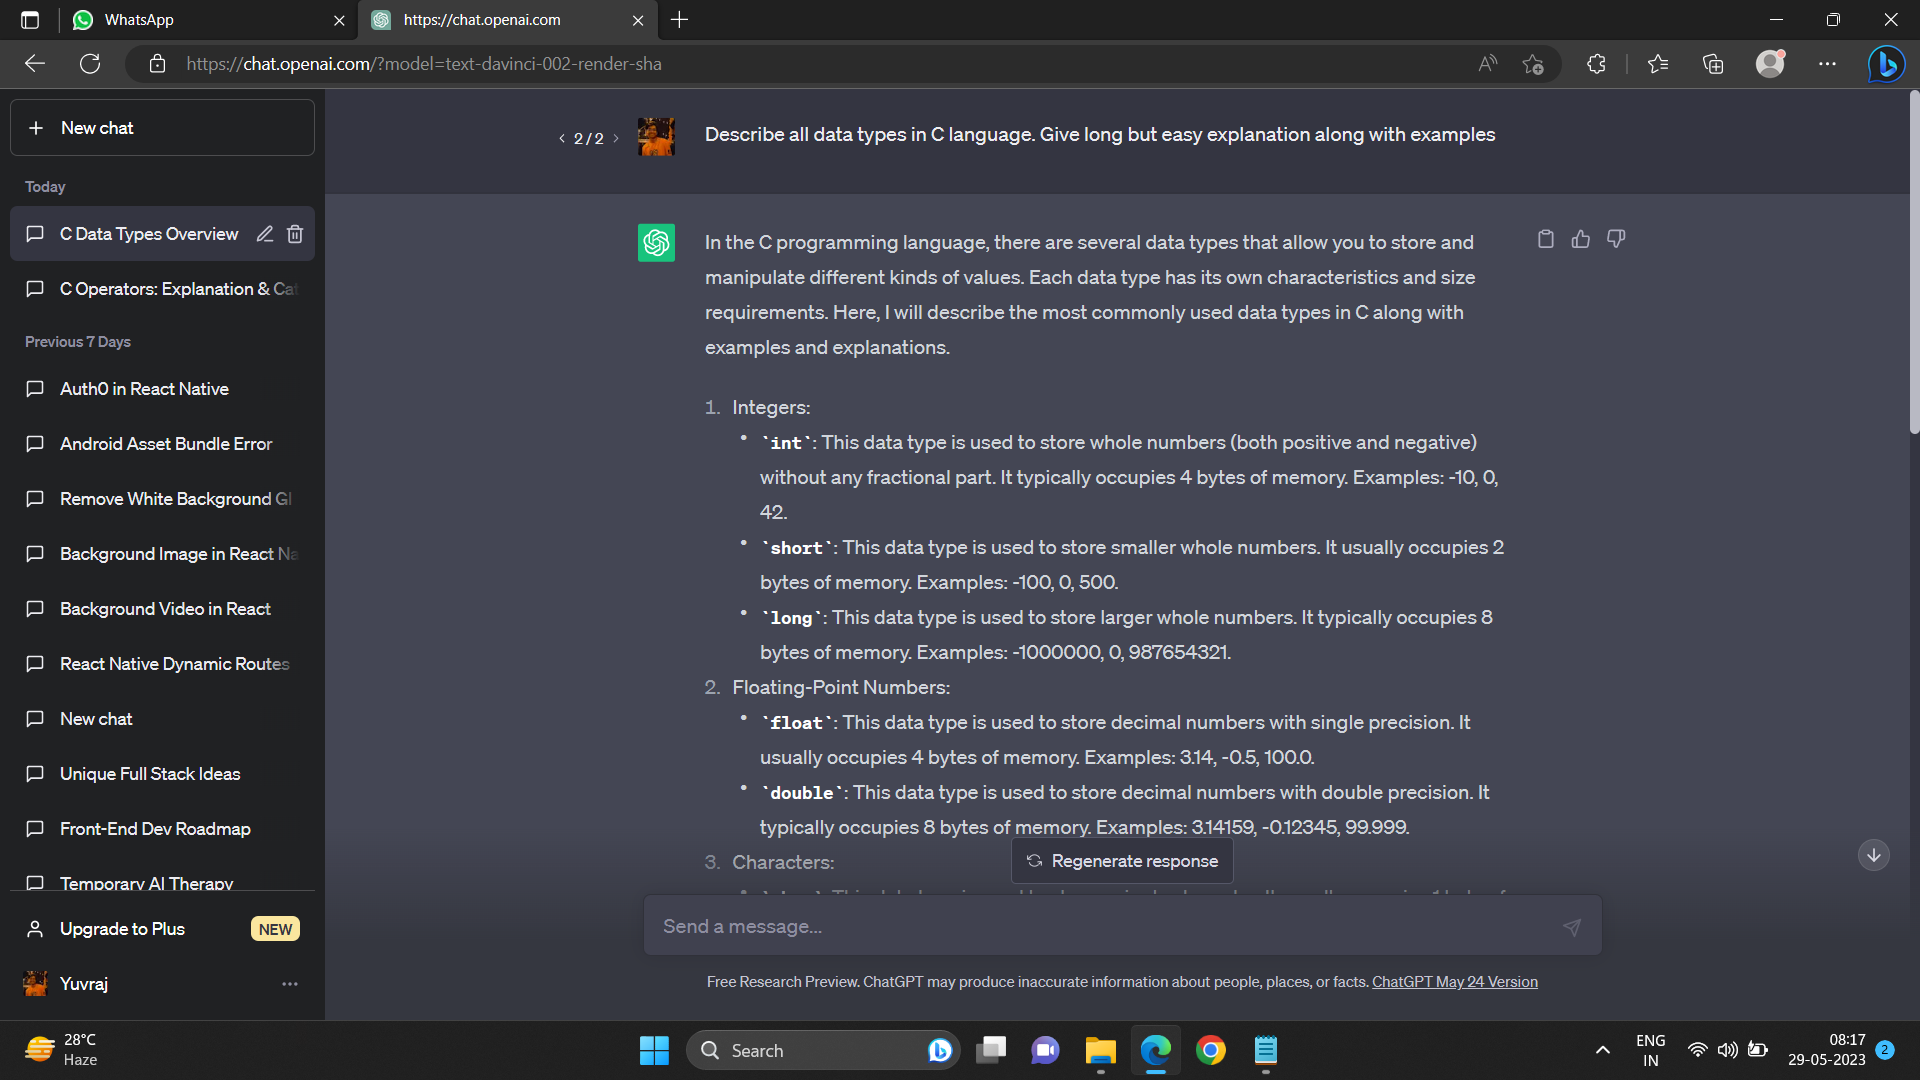 WhatsApp
https://chat.openai.com
https://chat.openai.com/?model=text-davinci-002-render-sha
New chat
Today
C Data Types Overview
C Operators: Explanation & Cat
Previous 7 Days
Auth0 in React Native
Android Asset Bundle Error
Remove White Background Gl
Background Image in React Na
Background Video in React
React Native Dynamic Routes
New chat
Unique Full Stack Ideas
Front-End Dev Roadmap
Temporary AI Therapy
Upgrade to Plus NEW
Yuvraj
< 2 / 2 >
Describe all data types in C language. Give long but easy explanation along with examples
In the C programming language, there are several data types that allow you to store and
manipulate different kinds of values. Each data type has its own characteristics and size
requirements. Here, I will describe the most commonly used data types in C along with
examples and explanations.
1. Integers:
• `int`: This data type is used to store whole numbers (both positive and negative)
without any fractional part. It typically occupies 4 bytes of memory. Examples: -10, 0,
42.
• `short`: This data type is used to store smaller whole numbers. It usually occupies 2
bytes of memory. Examples: -100, 0, 500.
• `long`: This data type is used to store larger whole numbers. It typically occupies 8
bytes of memory. Examples: -1000000, 0, 987654321.
2. Floating-Point Numbers:
• `float`: This data type is used to store decimal numbers with single precision. It
usually occupies 4 bytes of memory. Examples: 3.14, -0.5, 100.0.
• `double`: This data type is used to store decimal numbers with double precision. It
typically occupies 8 bytes of memory. Examples: 3.14159, -0.12345, 99.999.
3. Characters:
Regenerate response
Send a message...
Free Research Preview. ChatGPT may produce inaccurate information about people, places, or facts. ChatGPT May 24 Version
28°C
Haze
Search
ENG
IN
08:17
29-05-2023
2